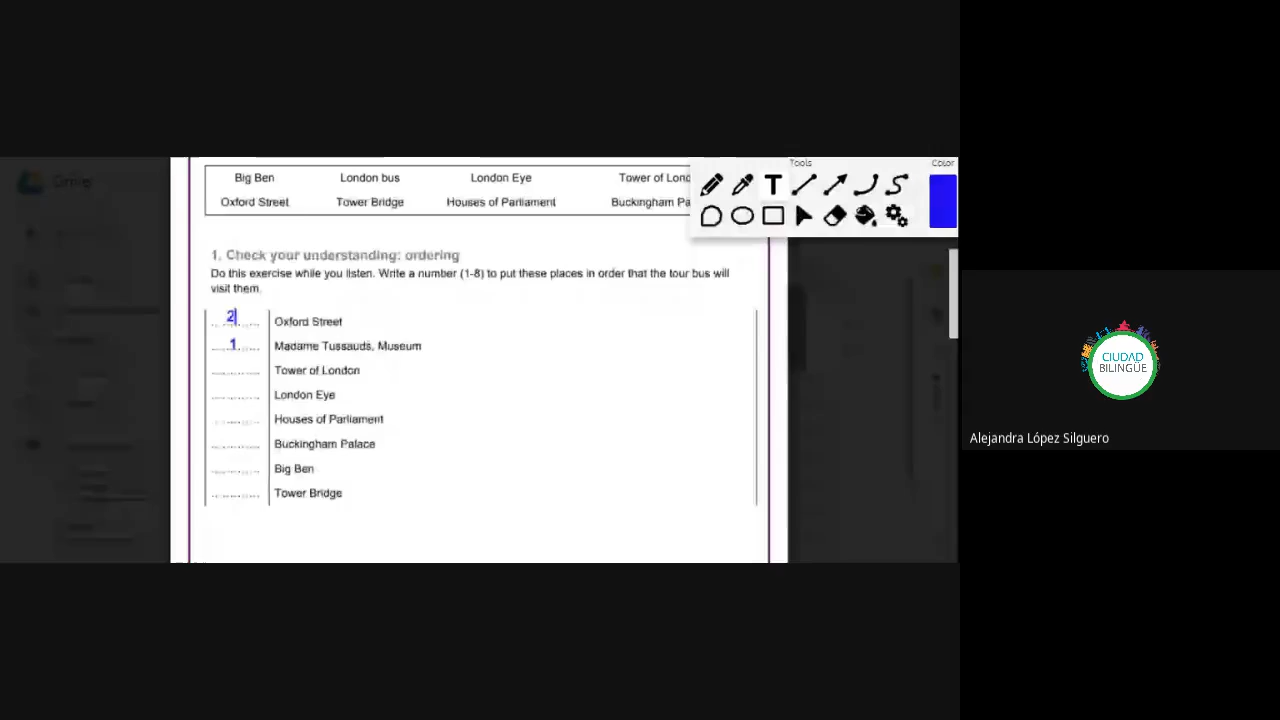 Big Ben London bus London Eye Tower of Lond
Oxford Street Tower Bridge Houses of Parliament Buckingham Pa
Tools Color
T
1. Check your understanding: ordering
Do this exercise while you listen. Write a number (1-8) to put these places in order that the tour bus will
visit them.
2 Oxford Street
1 Madame Tussauds, Museum
Tower of London
London Eye
Houses of Parliament
Buckingham Palace
Big Ben
Tower Bridge
CIUDAD
BILINGÜE
Alejandra López Silguero